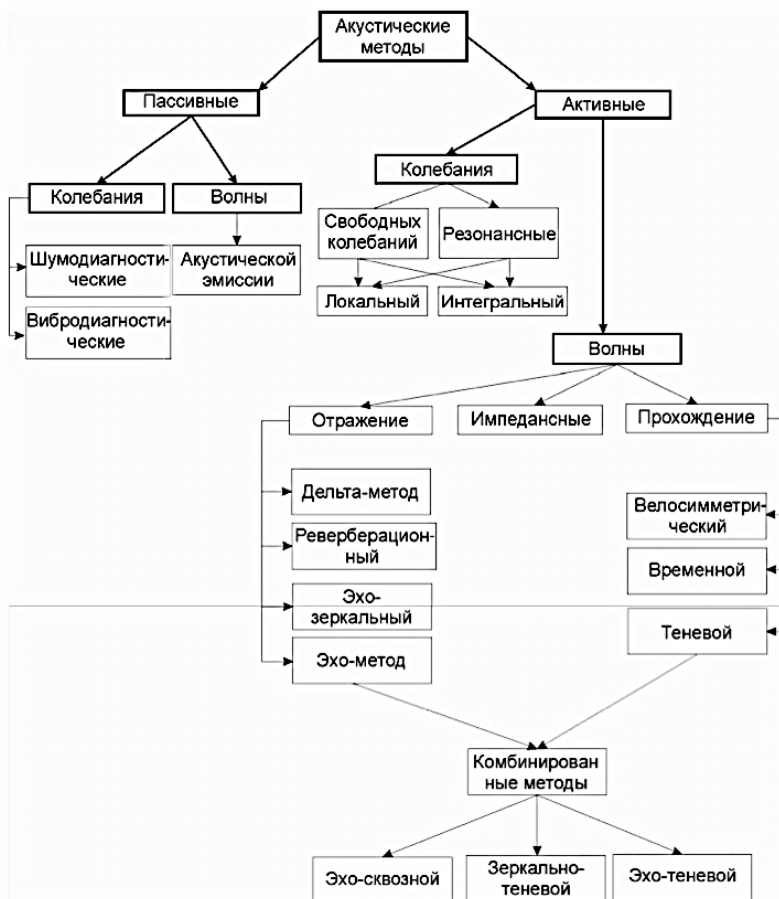 Акустические
методы
Пассивные
Активные
Колебания
Колебания
Волны
Свободных
колебаний
Резонансные
Шумодиагности-
ческие
Акустической
эмиссии
Локальный
Интегральный
Вибродиагности-
ческие
Волны
Отражение
Импедансные
Прохождение
Дельта-метод
Велосимметри-
ческий
Реверберацион-
ный
Временной
Эхо-
зеркальный
Теневой
Эхо-метод
Комбинирован
ные методы
Эхо-сквозной
Зеркально-
теневой
Эхо-теневой